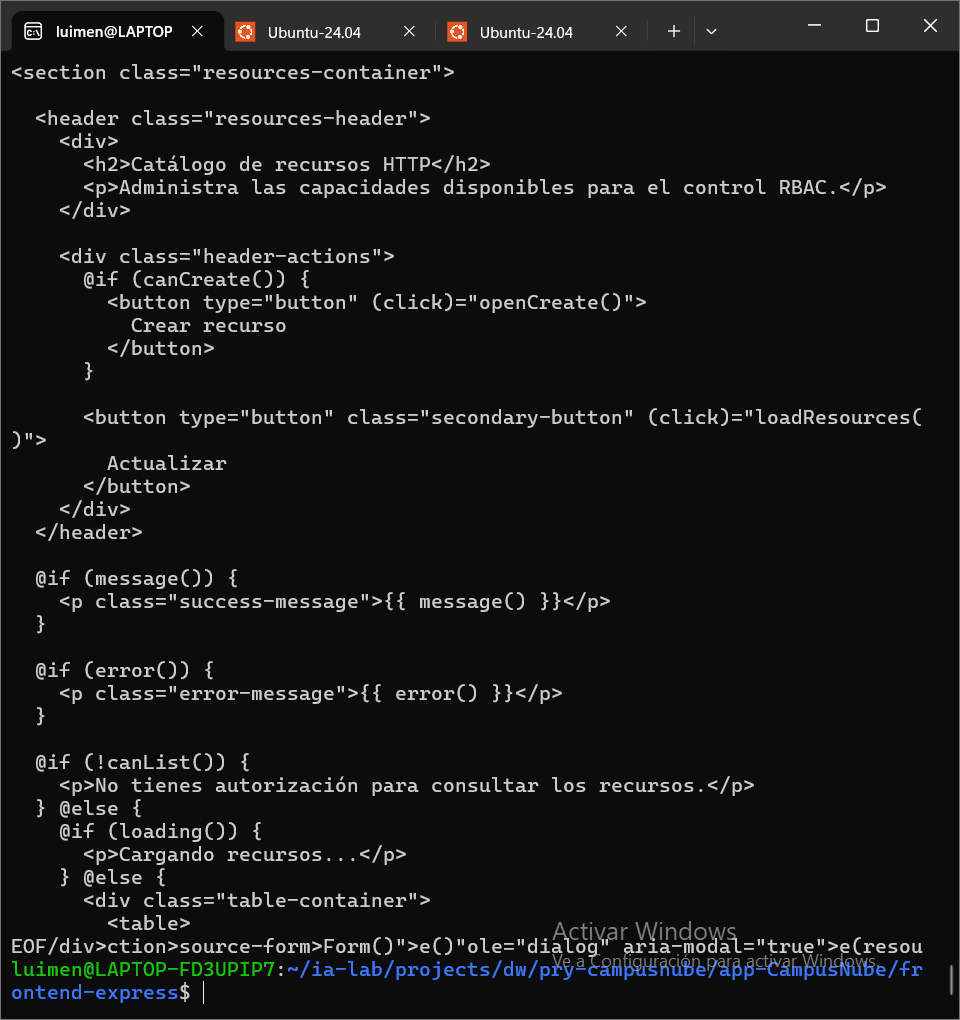 luimen@LAPTOP
Ubuntu-24.04
Ubuntu-24.04
<section class="resources-container">
<header class="resources-header">
<div>
<h2>Catálogo de recursos HTTP</h2>
<p>Administra las capacidades disponibles para el control RBAC.</p>
</div>
<div class="header-actions">
@if (canCreate()) {
<button type="button" (click)="openCreate()">
Crear recurso
</button>
}
<button type="button" class="secondary-button" (click)="loadResources(
)">
Actualizar
</button>
</div>
</header>
@if (message()) {
<p class="success-message">{{ message() }}</p>
}
@if (error()) {
<p class="error-message">{{ error() }}</p>
}
@if (!canList()) {
<p>No tienes autorización para consultar los recursos.</p>
} @else {
@if (loading()) {
<p>Cargando recursos...</p>
} @else {
<div class="table-container">
<table>
EOF/div>ction>source-form>Form()">e()"ole="dialog" aria-modal="true">e(resou
luimen@LAPTOP-FD3UPIP7:~/ia-lab/projects/dw/pry-campusnube/app-CampusNube/fr
ontend-express$
Activar Windows
Ve a Configuración para activar Windows.